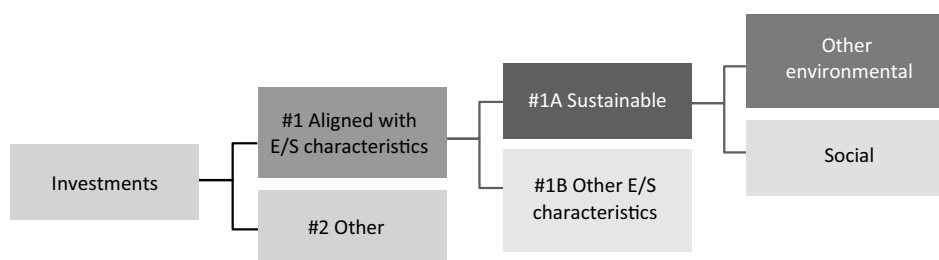 Investments
#1 Aligned with
E/S characteristics
#2 Other
#1A Sustainable
#1B Other E/S
characteristics
Other
environmental
Social